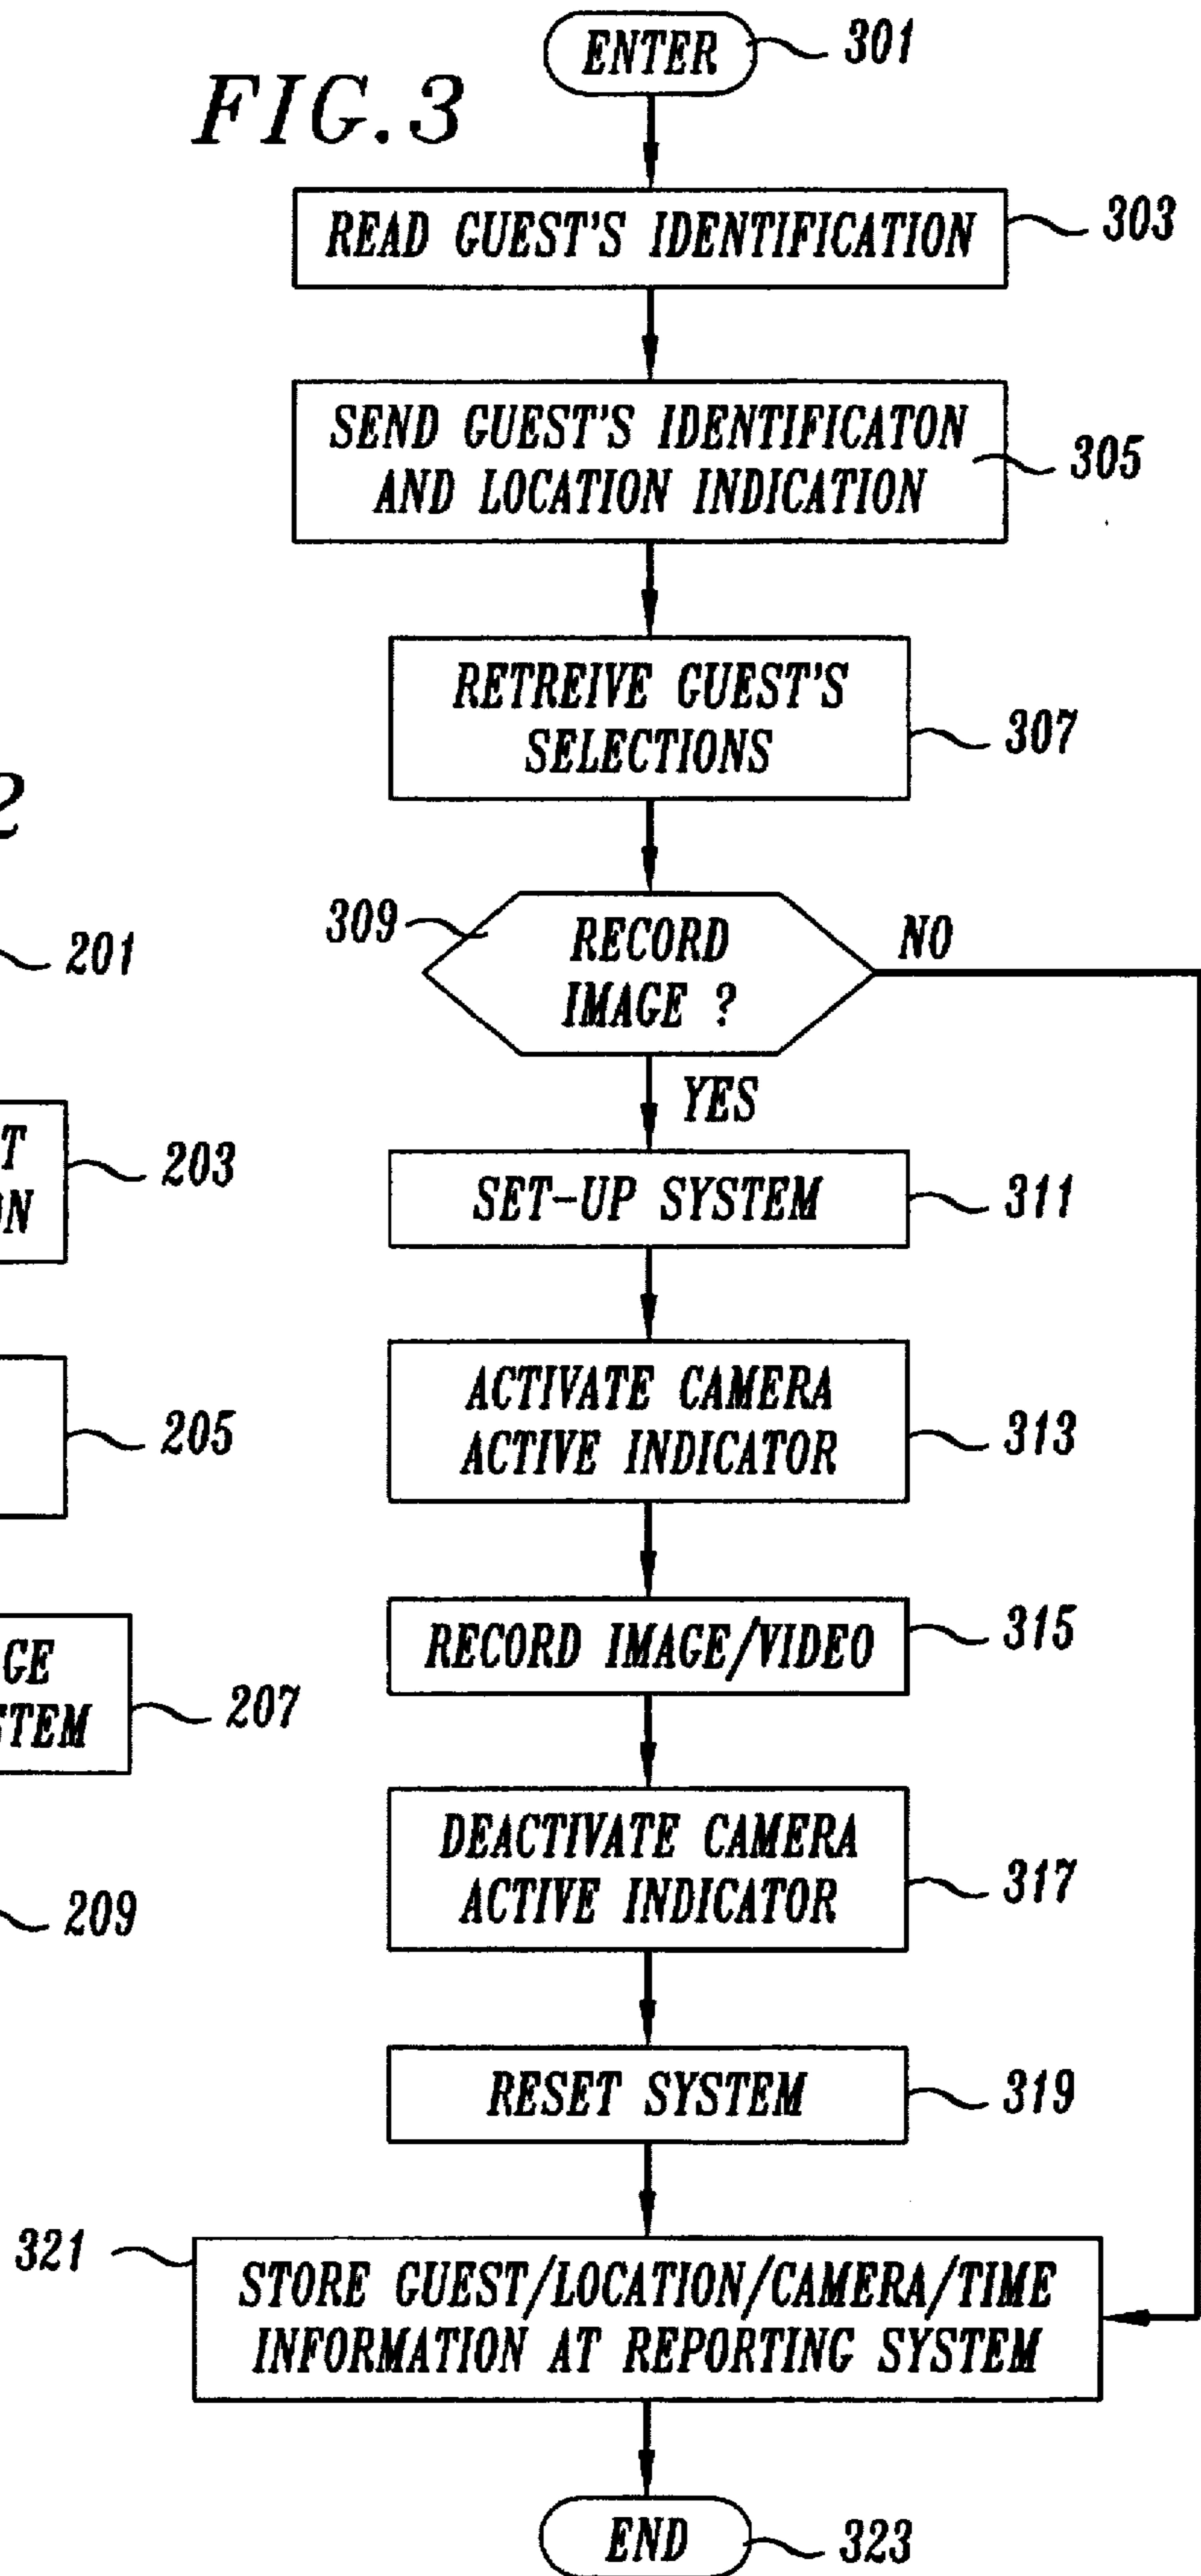 FIG.3
ENTER
301
READ GUEST'S IDENTIFICATION
303
SEND GUEST'S IDENTIFICATON
AND LOCATION INDICATION
305
RETREIVE GUEST'S
SELECTIONS
307
309
RECORD
IMAGE ?
NO
YES
SET-UP SYSTEM
311
ACTIVATE CAMERA
ACTIVE INDICATOR
313
RECORD IMAGE/VIDEO
315
DEACTIVATE CAMERA
ACTIVE INDICATOR
317
RESET SYSTEM
319
321
STORE GUEST/LOCATION/CAMERA/TIME
INFORMATION AT REPORTING SYSTEM
END
323
2
201
T
ON
203
205
GE
STEM
207
209